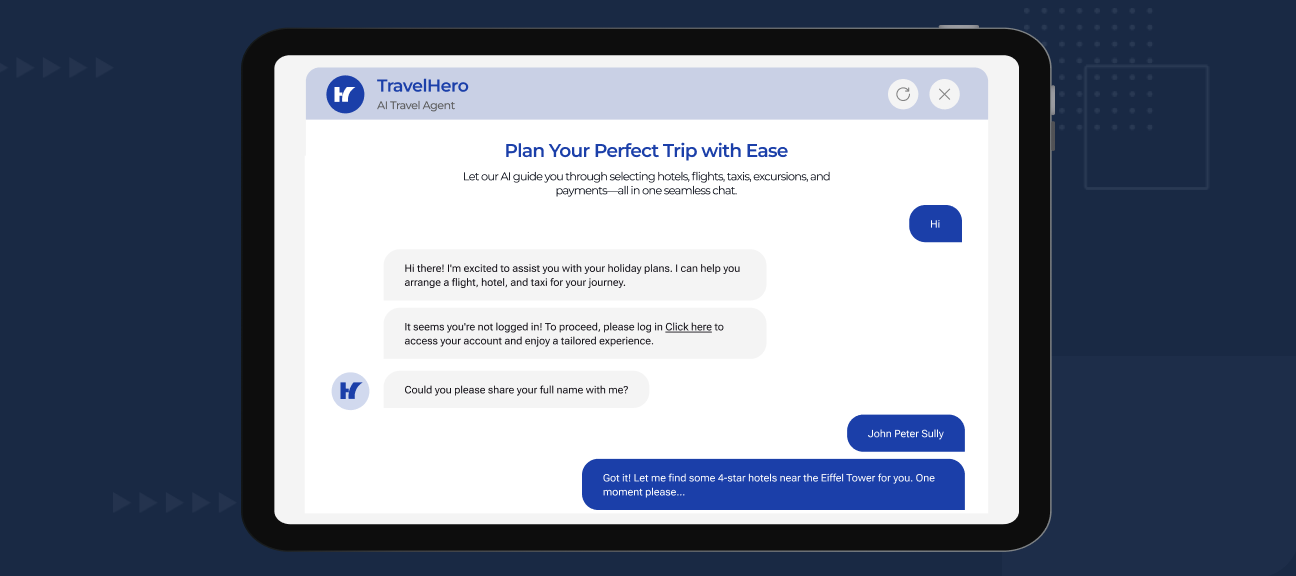 TravelHero
AI Travel Agent
Plan Your Perfect Trip with Ease
Let our AI guide you through selecting hotels, flights, taxis, excursions, and
payments—all in one seamless chat.
Hi
Hi there! I'm excited to assist you with your holiday plans. I can help you
arrange a flight, hotel, and taxi for your journey.
It seems you're not logged in! To proceed, please log in Click here to
access your account and enjoy a tailored experience.
Could you please share your full name with me?
John Peter Sully
Got it! Let me find some 4-star hotels near the Eiffel Tower for you. One
moment please...